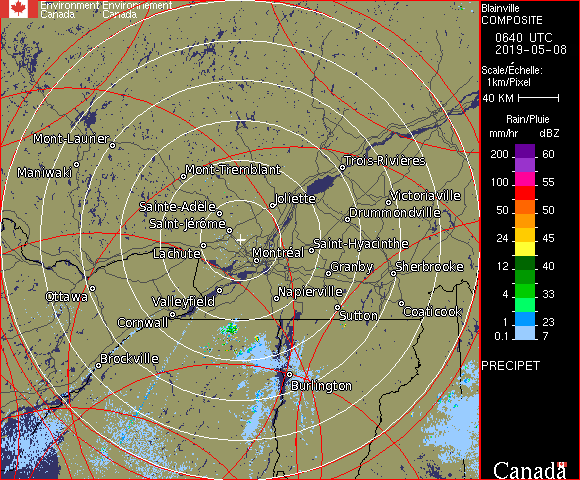 Environment Environnement
Canada Canada
Blainville
COMPOSITE
0640 UTC
2019-05-08
Scale/Échelle:
1km/Pixel
40 KM
Rain/Pluie
mm/hr dBZ
200 60
100 55
50 50
24 45
12 40
4 33
1 23
0.1 7
PRECIPET
Canada
Mont-Laurier
Maniwaki
Mont-Tremblant
Trois-Rivières
Sainte-Adèle
Joliette
Victoriaville
Saint-Jérôme
Drummondville
Lachute
Montréal
Saint-Hyacinthe
Granby
Sherbrooke
Ottawa
Valleyfield
Napierville
Cornwall
Sutton
Coaticook
Brockville
Burlington